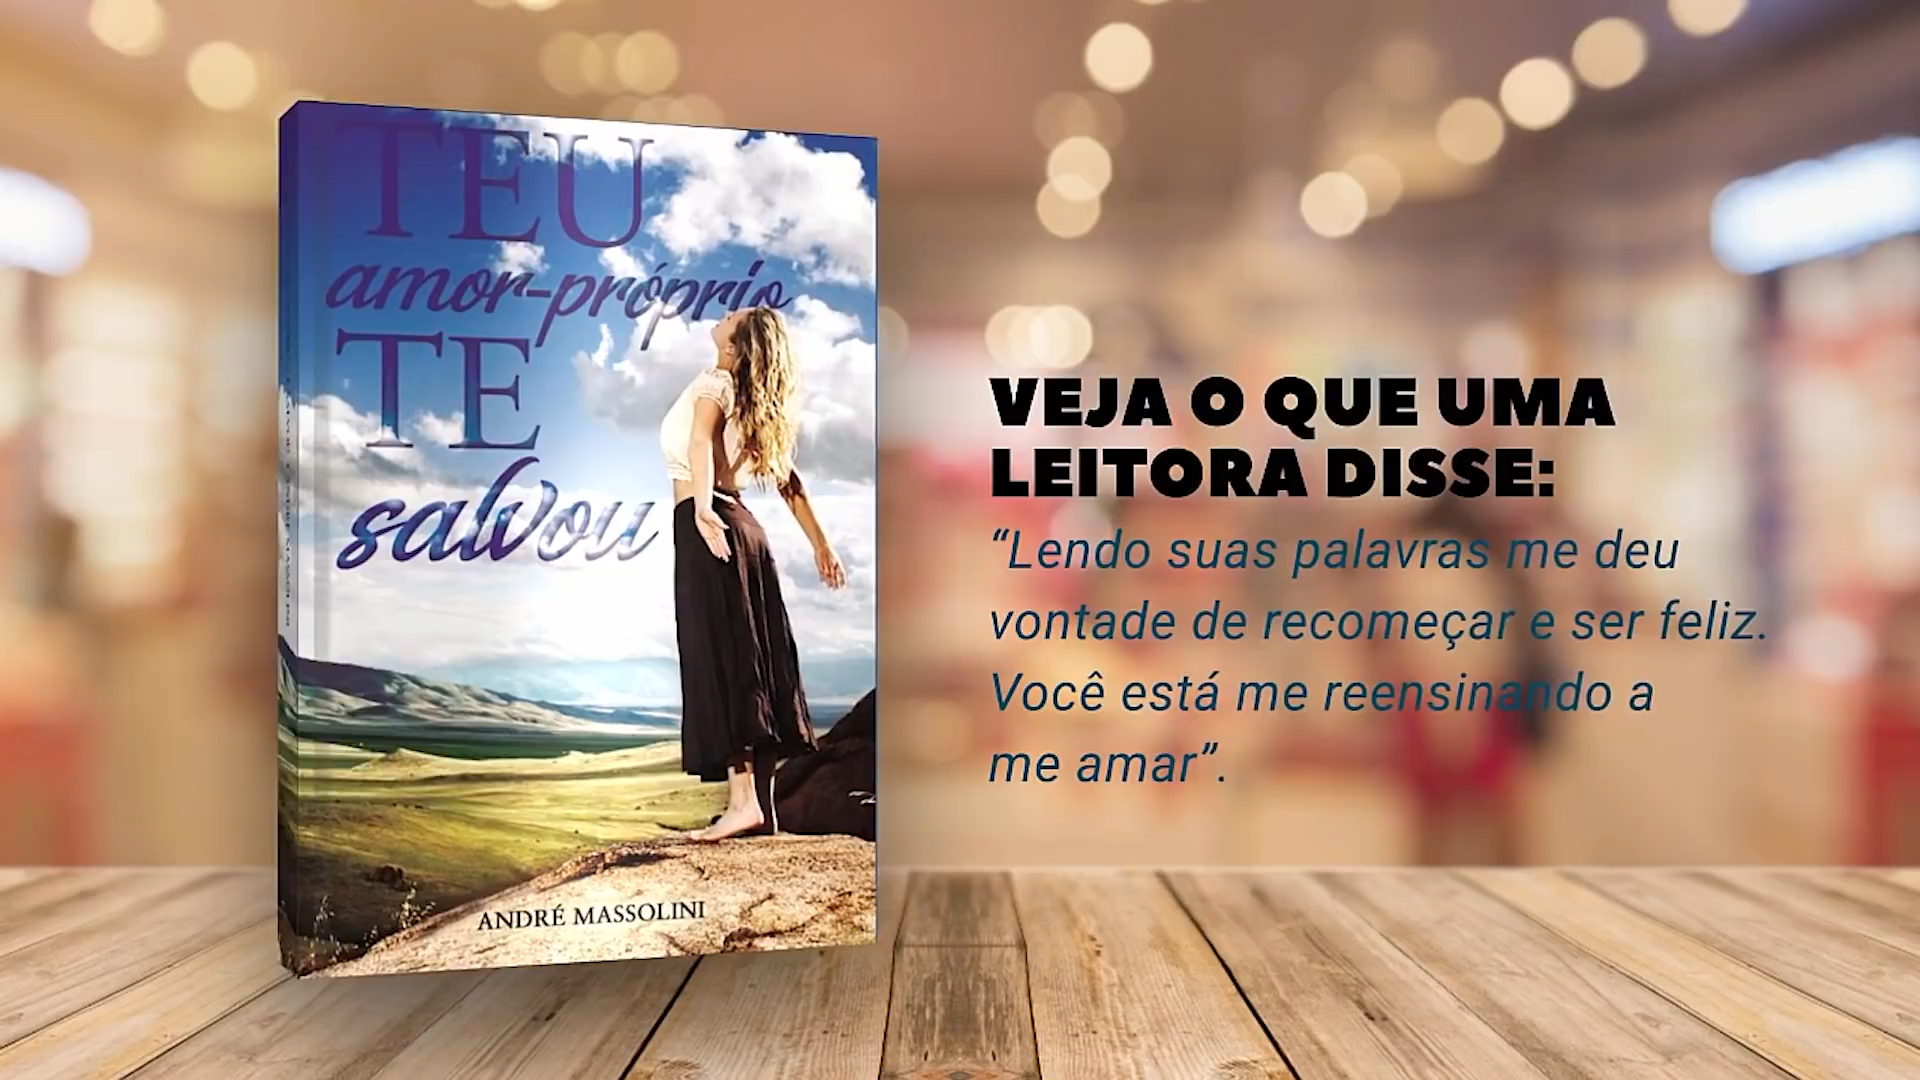 TEU
amor-próprio
TE
salvou
ANDRÉ MASSOLINI
VEJA O QUE UMA
LEITORA DISSE:
“Lendo suas palavras me deu
vontade de recomeçar e ser feliz.
Você está me reensinando a
me amar”.